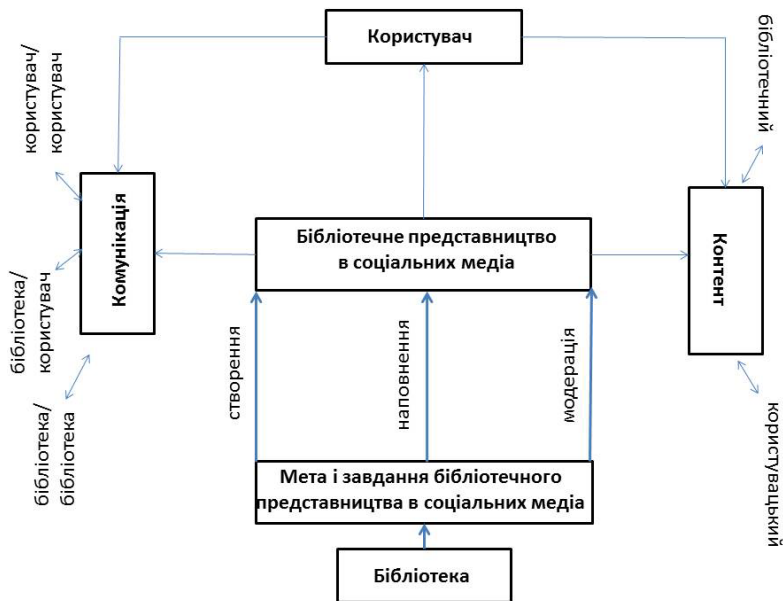 Користувач
користувач/
користувач
бібліотечний
Комунікація
Бібліотечне представництво
в соціальних медіа
Контент
бібліотека/
користувач
створення
наповнення
модерація
бібліотека/
бібліотека
користувацький
Мета і завдання бібліотечного
представництва в соціальних медіа
Бібліотека